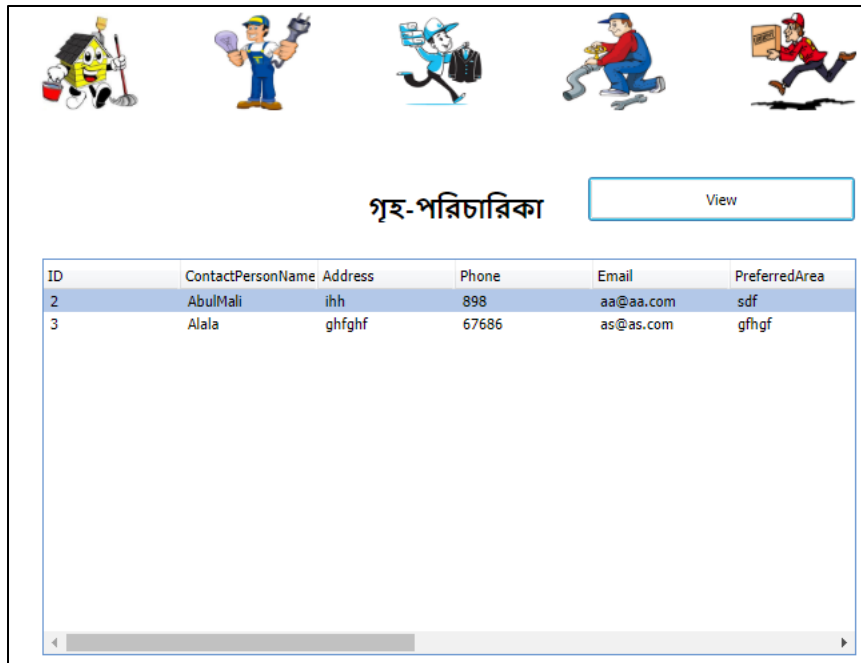 গৃহ-পরিচারিকা View
ID ContactPersonName Address Phone Email PreferredArea
2 AbulMali ihh 898 aa@aa.com sdf
3 Alala ghfghf 67686 as@as.com gfhgf